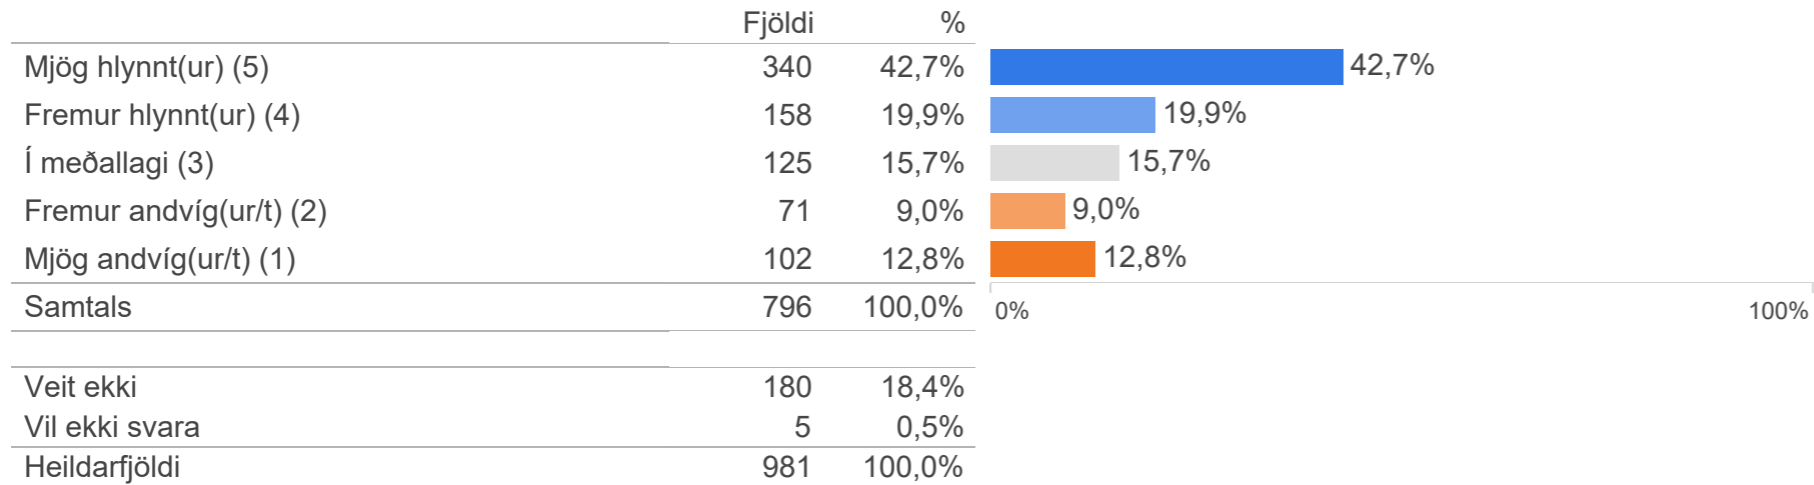 Fjöldi %
Mjög hlynnt(ur) (5) 340 42,7% 42,7%
Fremur hlynnt(ur) (4) 158 19,9% 19,9%
Í meðallagi (3) 125 15,7% 15,7%
Fremur andvíg(ur/t) (2) 71 9,0% 9,0%
Mjög andvíg(ur/t) (1) 102 12,8% 12,8%
Samtals 796 100,0% 0% 100%
Veit ekki 180 18,4%
Vil ekki svara 5 0,5%
Heildarfjöldi 981 100,0%